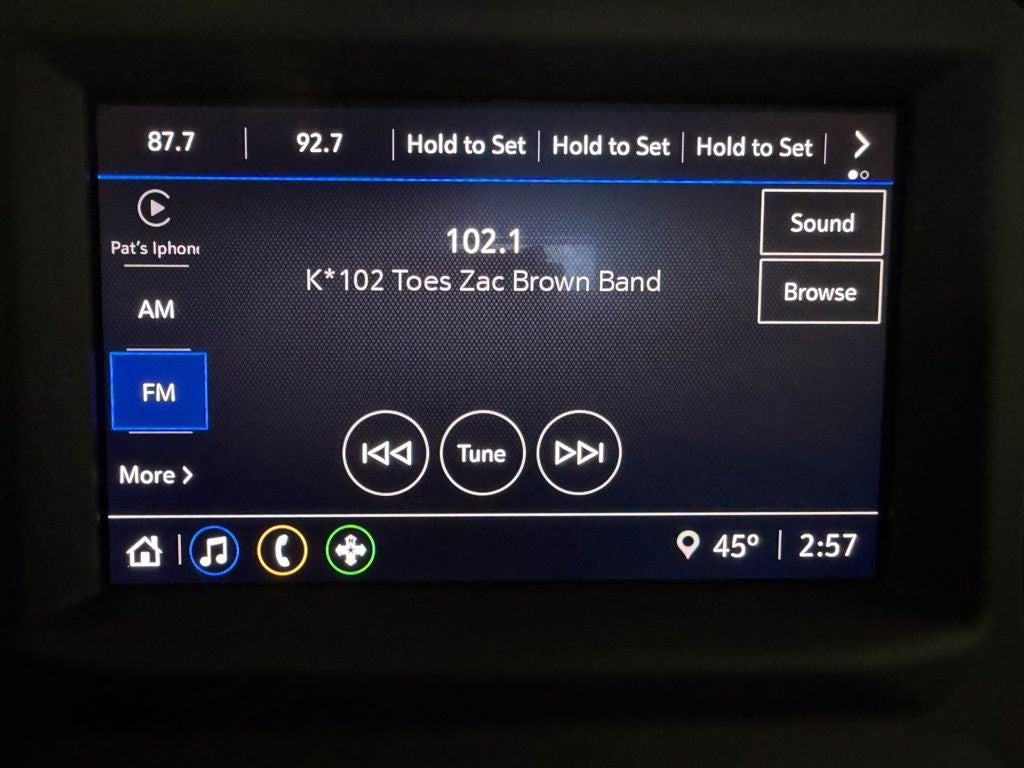 87.7 92.7 Hold to Set Hold to Set Hold to Set
Pat's Iphone
102.1
K*102 Toes Zac Brown Band
Sound
Browse
AM
FM
Tune
More
N
45° 2:57